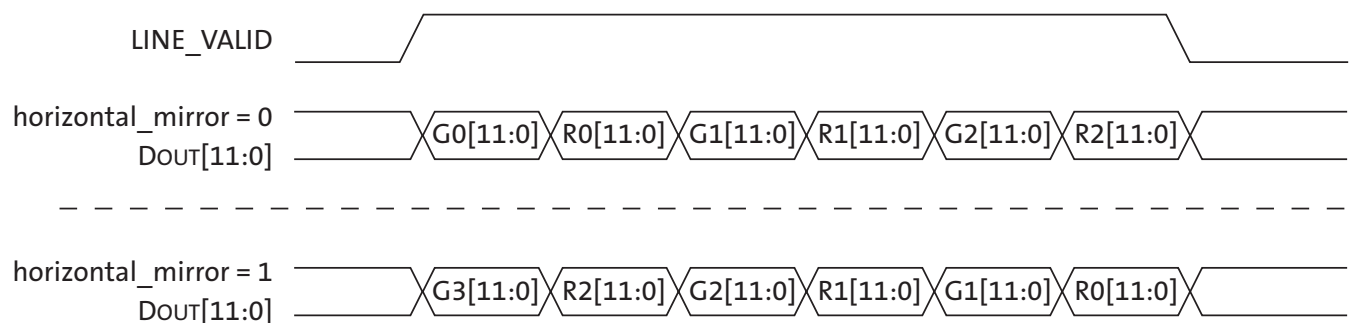 LINE_VALID
horizontal_mirror = 0
DOUT[11:0]
G0[11:0] R0[11:0] G1[11:0] R1[11:0] G2[11:0] R2[11:0]
horizontal_mirror = 1
DOUT[11:0]
G3[11:0] R2[11:0] G2[11:0] R1[11:0] G1[11:0] R0[11:0]